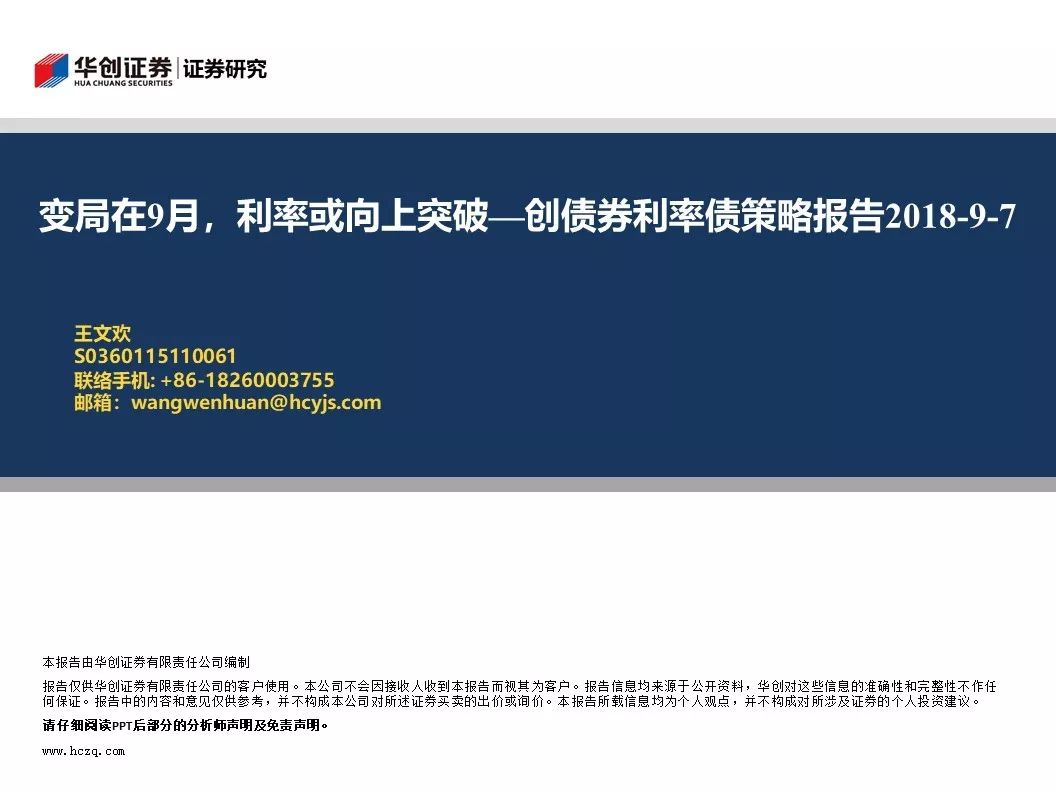 华创证券 证券研究
HUA CHUANG SECURITIES
变局在9月，利率或向上突破—创债券利率债策略报告2018-9-7
王文欢
S0360115110061
联络手机: +86-18260003755
邮箱：wangwenhuan@hcyjs.com
本报告由华创证券有限责任公司编制
报告仅供华创证券有限责任公司的客户使用。本公司不会因接收人收到本报告而视其为客户。报告信息均来源于公开资料，华创对这些信息的准确性和完整性不作任
何保证。报告中的内容和意见仅供参考，并不构成本公司对所述证券买卖的出价或询价。本报告所载信息均为个人观点，并不构成对所涉及证券的个人投资建议。
请仔细阅读PPT后部分的分析师声明及免责声明。
www.hczq.com